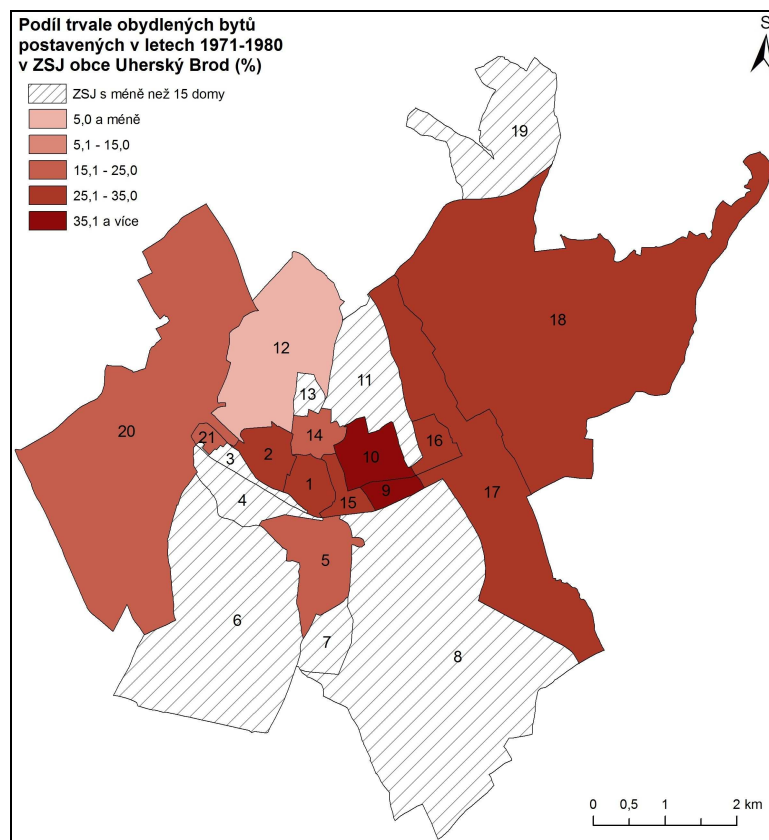 Podíl trvale obydlených bytů
postavených v letech 1971-1980
v ZSJ obce Uherský Brod (%)
S
ZSJ s méně než 15 domy
5,0 a méně
5,1 - 15,0
15,1 - 25,0
25,1 - 35,0
35,1 a více
19
18
12
11
13
20
14
16
21
2
10
3
17
1
9
4
15
5
6
7
8
0 0,5 1 2 km